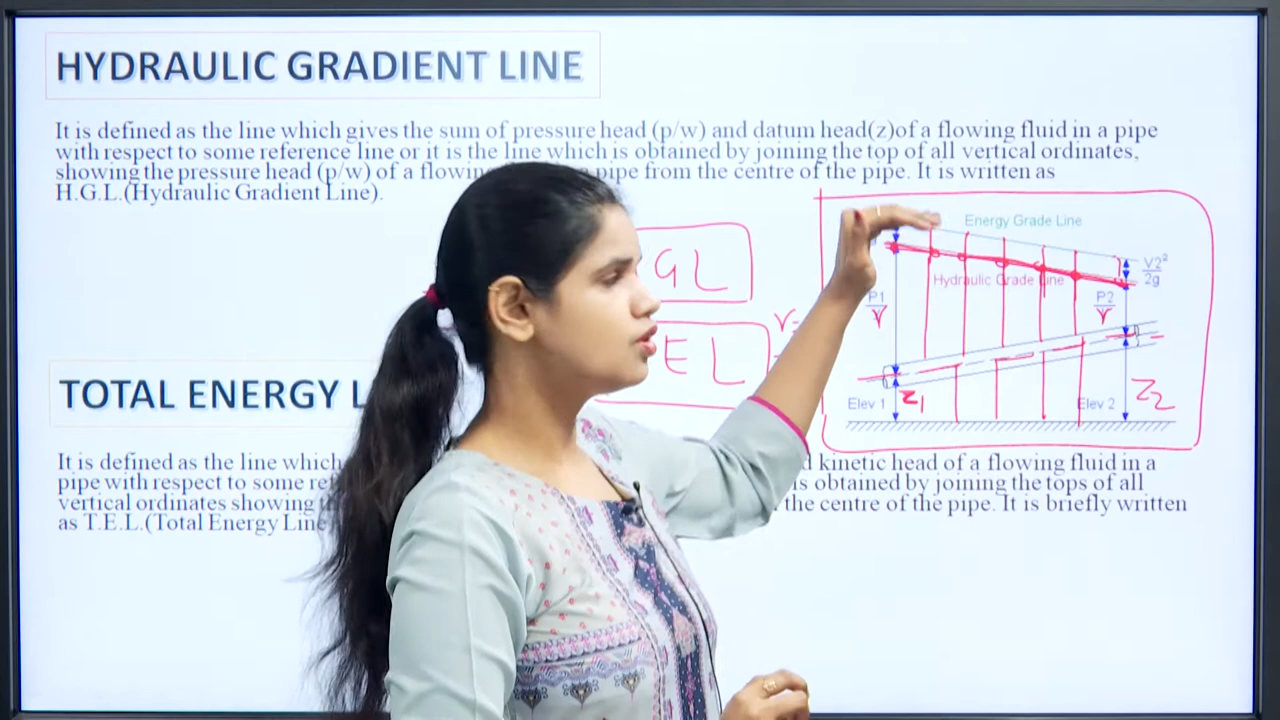 HYDRAULIC GRADIENT LINE
It is defined as the line which gives the sum of pressure head (p/w) and datum head(z)of a flowing fluid in a pipe
with respect to some reference line or it is the line which is obtained by joining the top of all vertical ordinates,
showing the pressure head (p/w) of a flowing pipe from the centre of the pipe. It is written as
H.G.L.(Hydraulic Gradient Line).
GL
EL
Energy Grade Line
V2²
2g
Hydraulic Grade Line
P1
γ
P2
γ
γ=
Elev 1
Z1
Elev 2
Z2
TOTAL ENERGY L
It is defined as the line which kinetic head of a flowing fluid in a
pipe with respect to some is obtained by joining the tops of all
vertical ordinates showing the centre of the pipe. It is briefly written
as T.E.L.(Total Energy Line